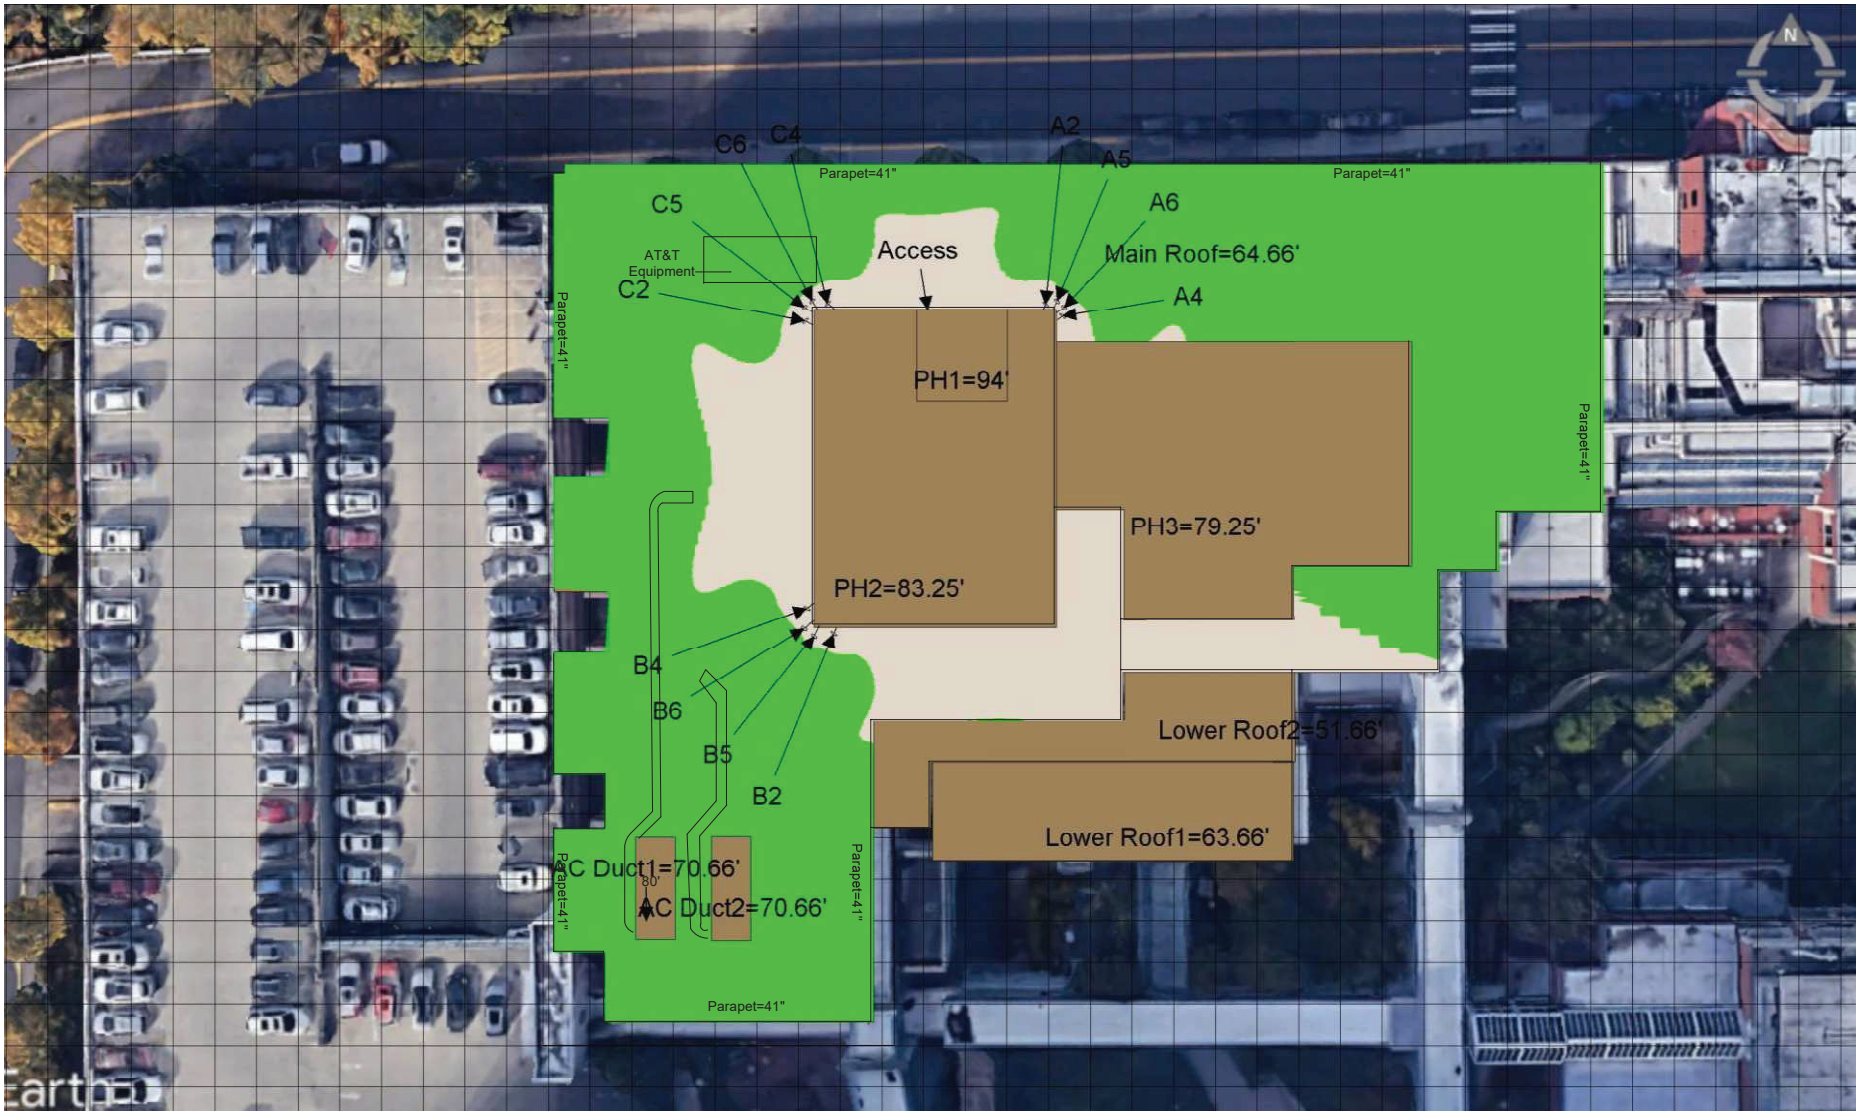 N
A2
C4
C6
A5
Parapet=41"
Parapet=41"
C5
A6
Access
AT&T
Equipment
Main Roof=64.66'
C2
A4
Parapet=41"
PH1=94'
Parapet=41"
PH3=79.25'
PH2=83.25'
B4
B6
Lower Roof2=51.66'
B5
B2
Lower Roof1=63.66'
AC Duct1=70.66'
80'
AC Duct2=70.66'
Parapet=41"
Parapet=41"
Parapet=41"
Earth